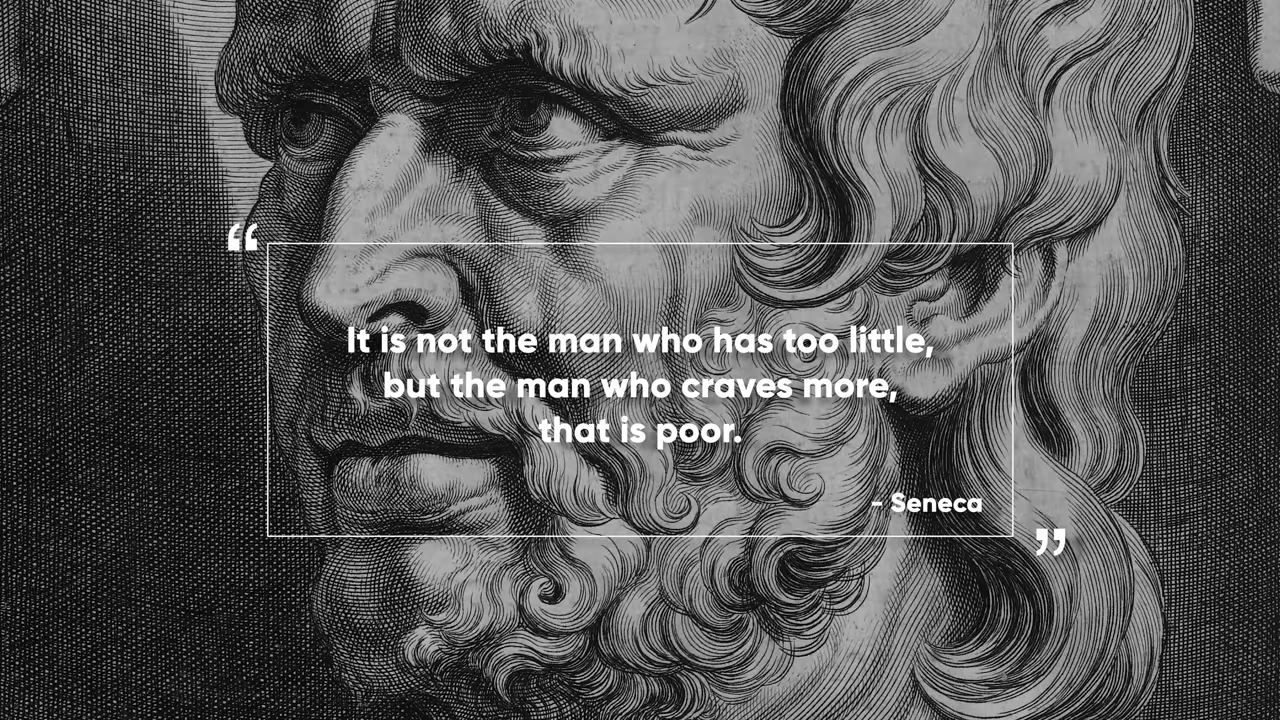 “
It is not the man who has too little,
but the man who craves more,
that is poor.
- Seneca
”